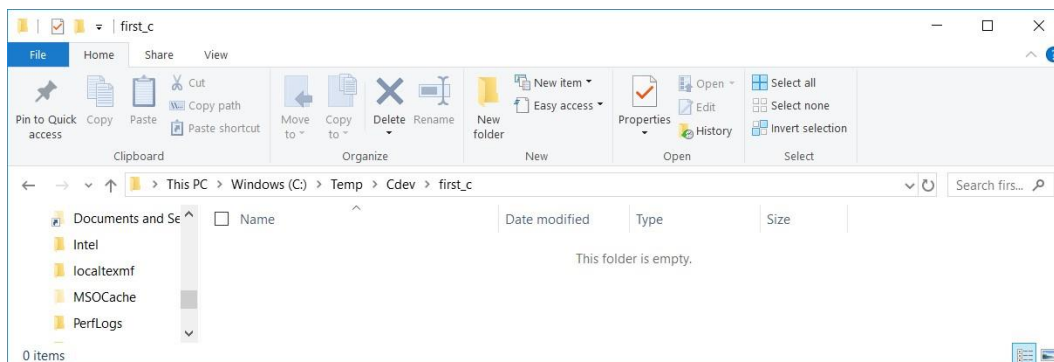 first_c
File Home Share View
Pin to Quick access
Copy
Paste
Cut
Copy path
Paste shortcut
Clipboard
Move to
Copy to
Delete
Rename
Organize
New folder
New item
Easy access
New
Properties
Open
Edit
History
Open
Select all
Select none
Invert selection
Select
This PC > Windows (C:) > Temp > Cdev > first_c
Search firs...
Documents and Se
Intel
localtexmf
MSOCache
PerfLogs
Name Date modified Type Size
This folder is empty.
0 items